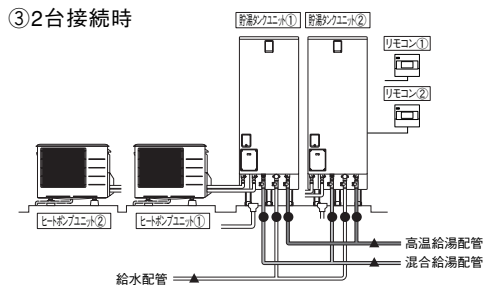 ③2台接続時
貯湯タンクユニット①
貯湯タンクユニット②
リモコン①
リモコン②
ヒートポンプユニット②
ヒートポンプユニット①
高温給湯配管
混合給湯配管
給水配管